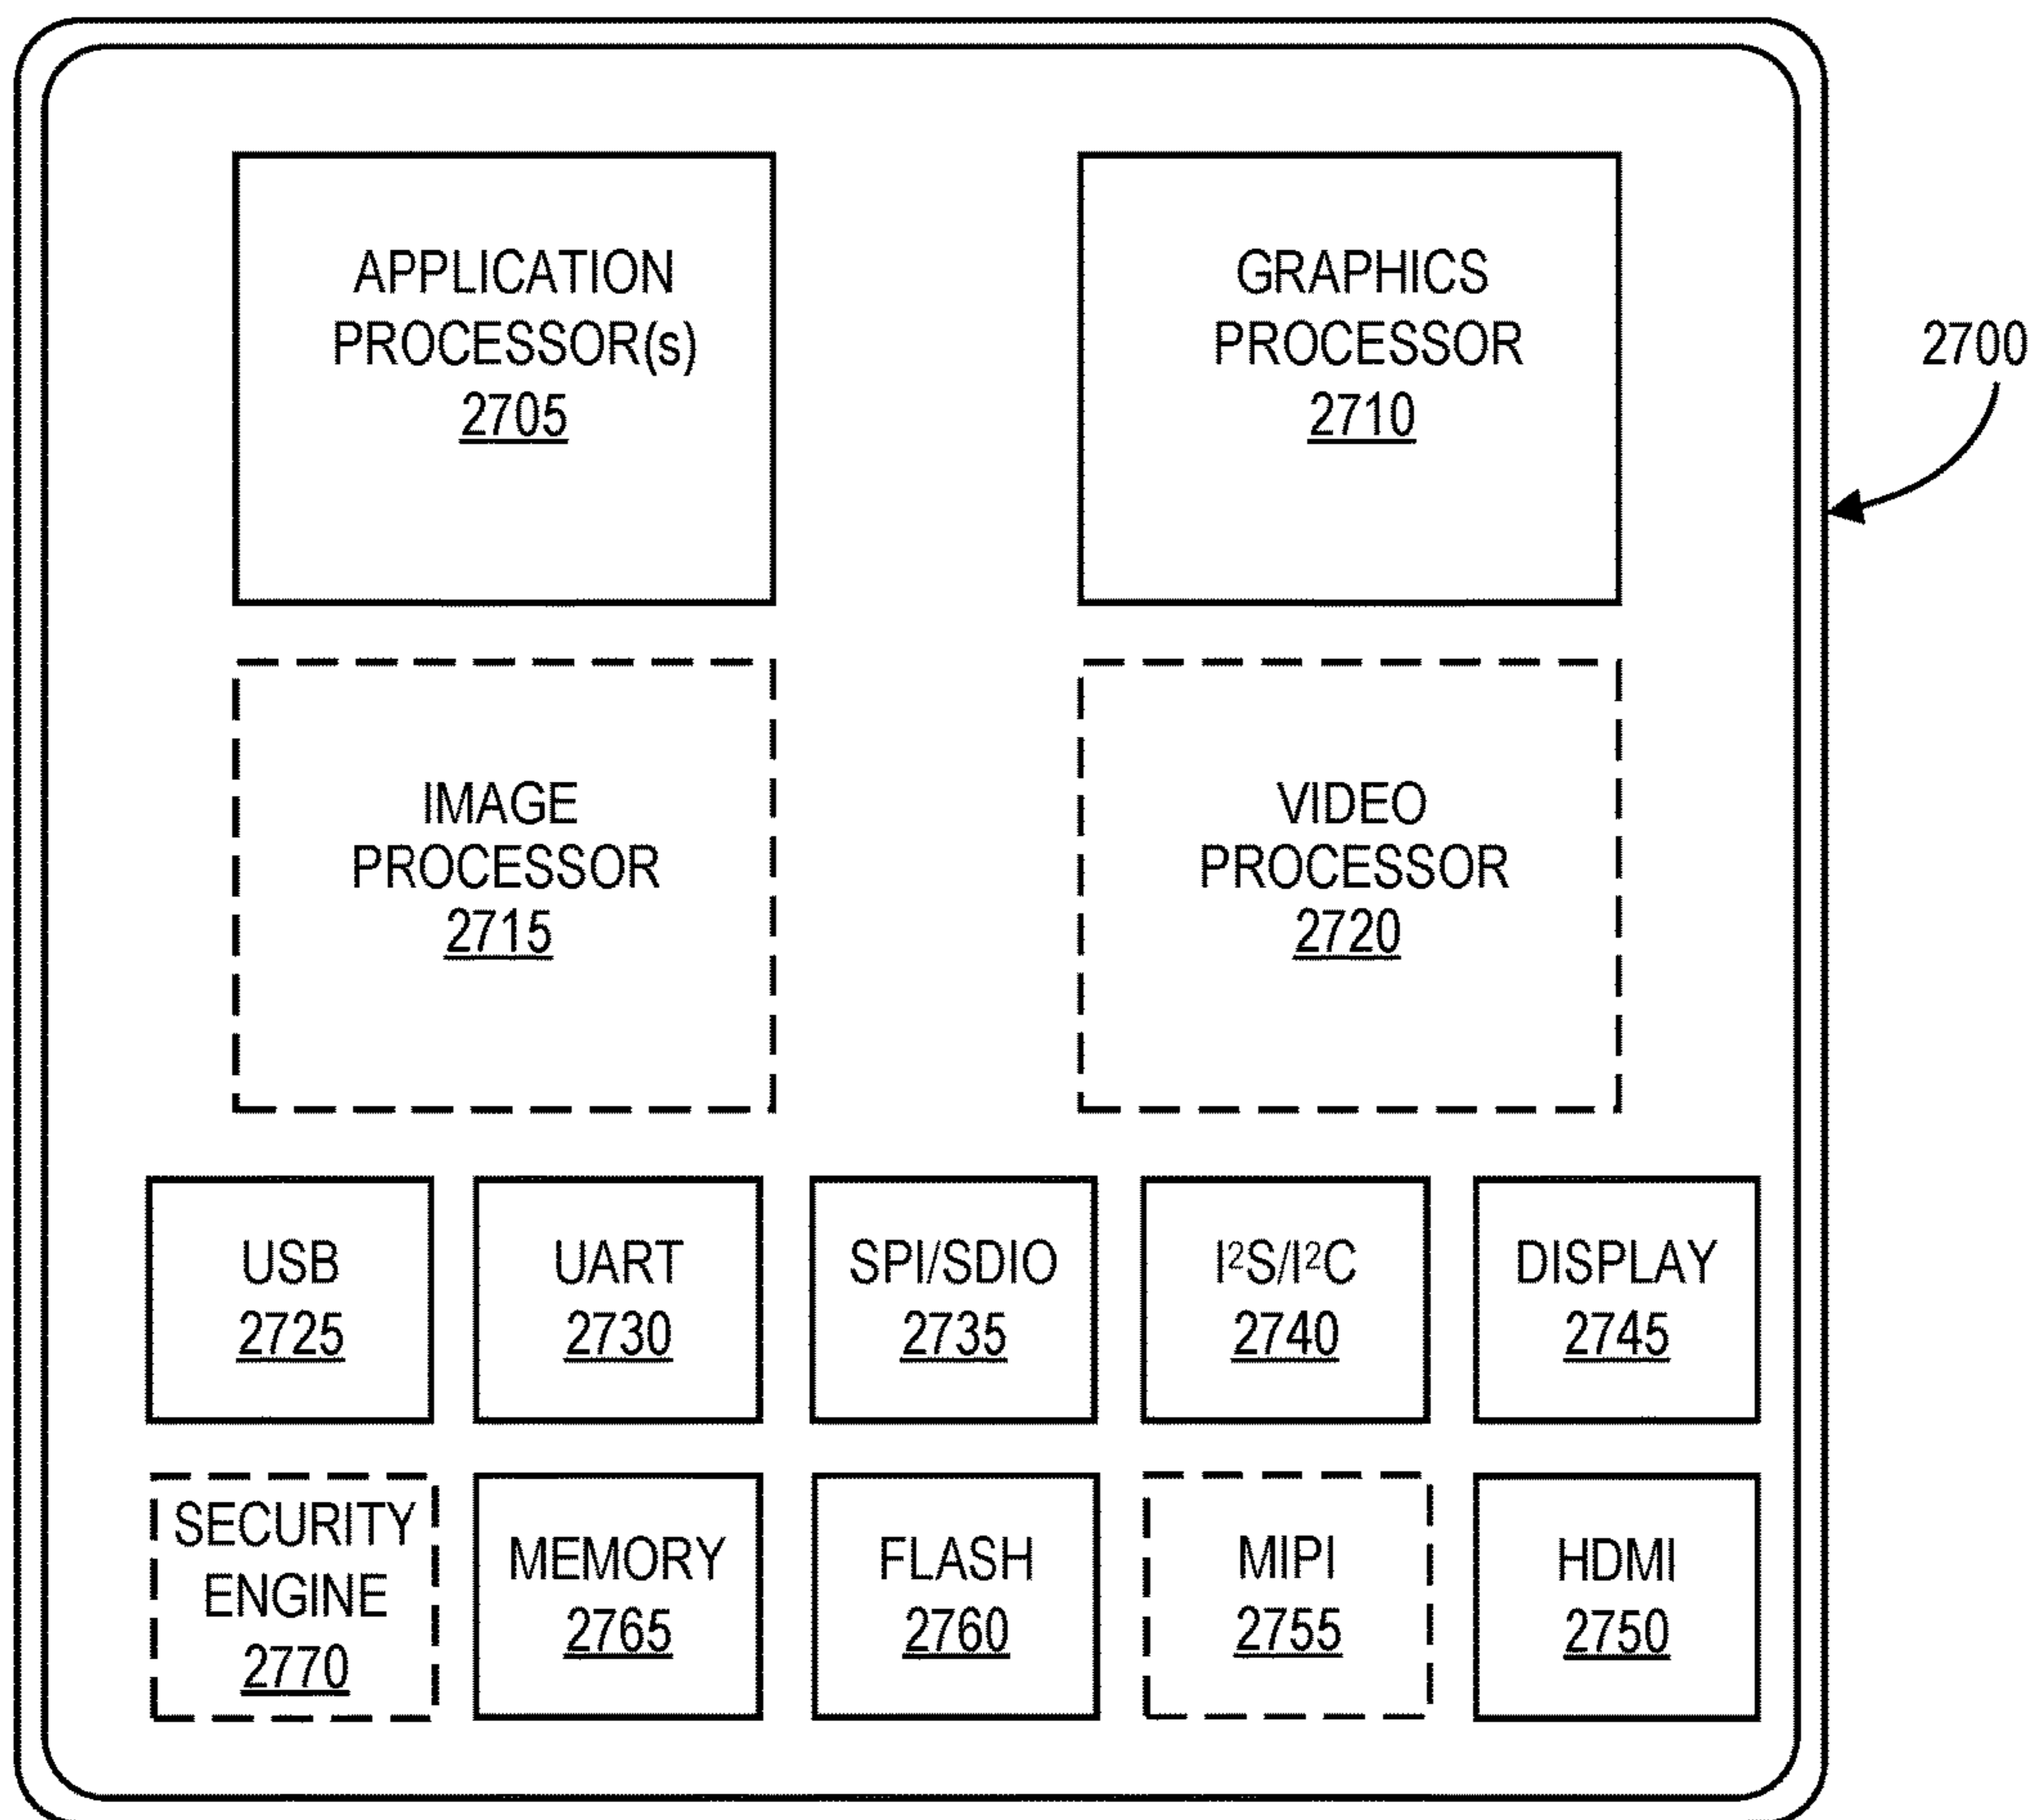 APPLICATION
PROCESSOR(s)
2705
GRAPHICS
PROCESSOR
2710
2700
IMAGE
PROCESSOR
2715
VIDEO
PROCESSOR
2720
USB
2725
UART
2730
SPI/SDIO
2735
I²S/I²C
2740
DISPLAY
2745
SECURITY
ENGINE
2770
MEMORY
2765
FLASH
2760
MIPI
2755
HDMI
2750